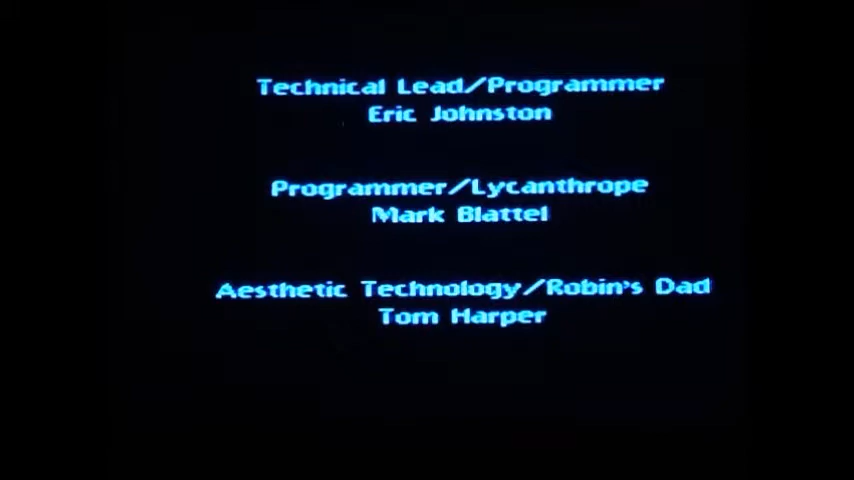 Technical Lead/Programmer
Eric Johnston
Programmer/Lycanthrope
Mark Blattel
Aesthetic Technology/Robin's Dad
Tom Harper